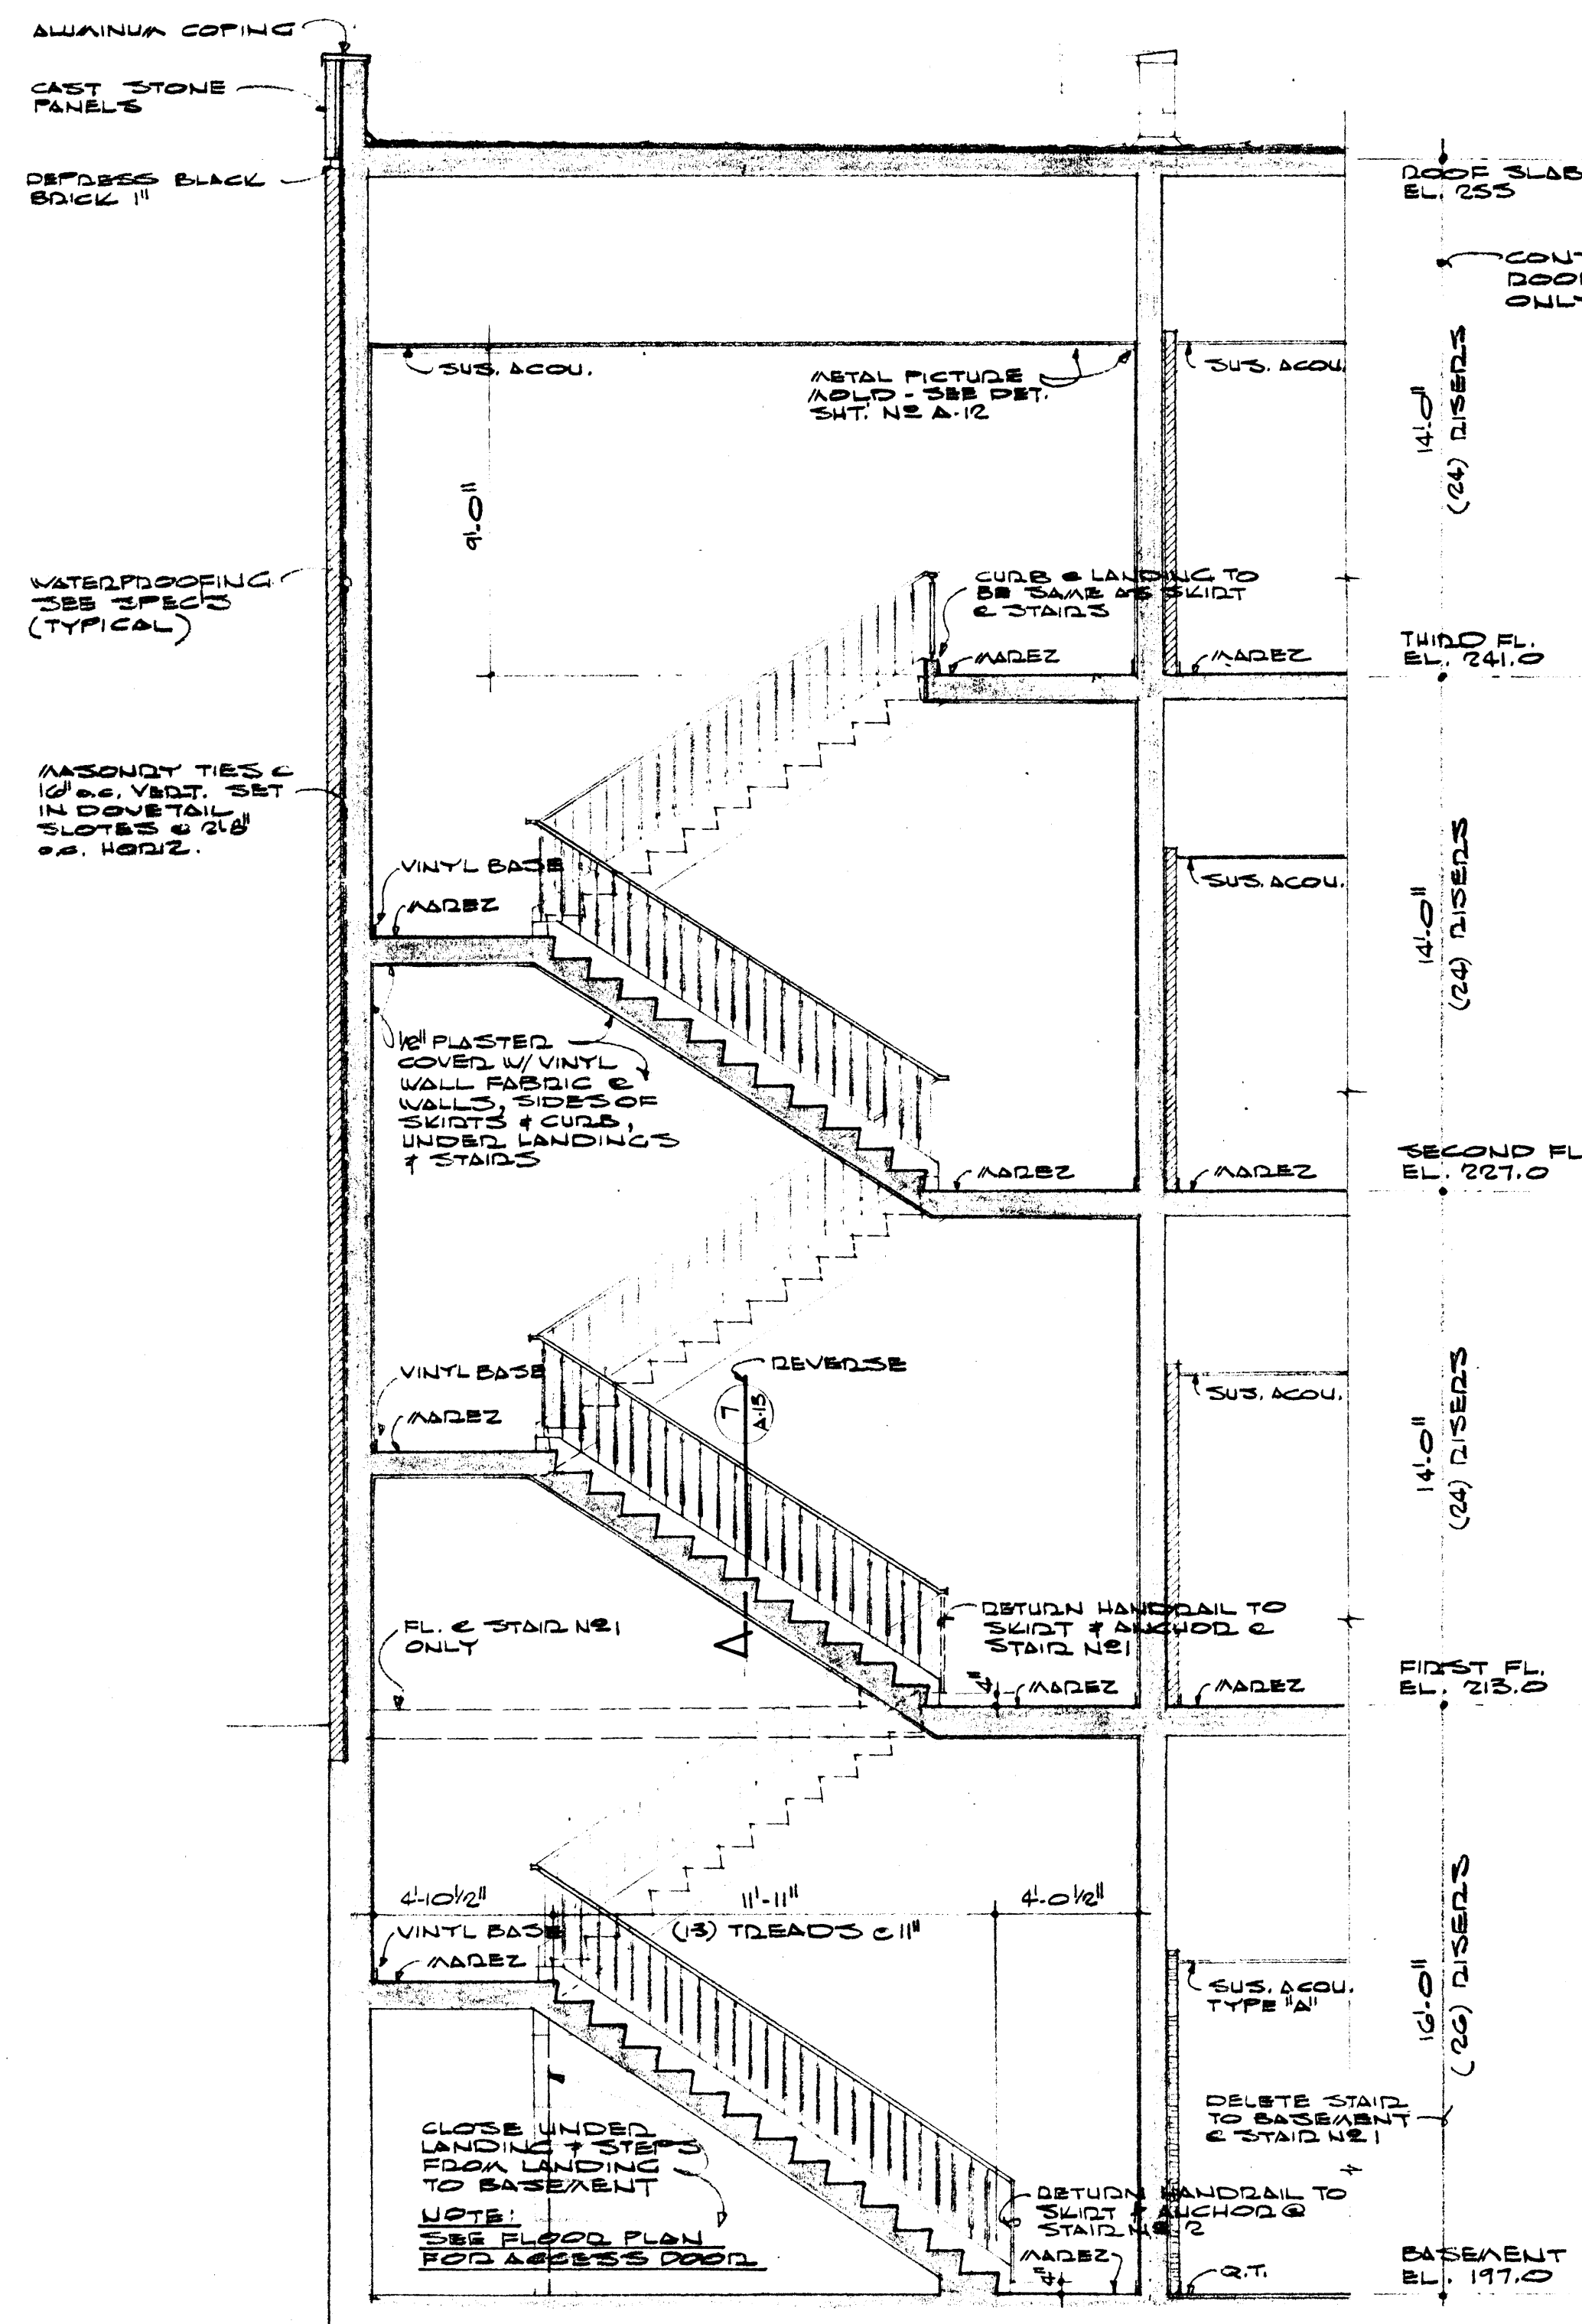 ALUMINUM COPING
CAST STONE
PANELS
DEPRESS BLACK
BRICK 1"
ROOF SLAB
EL. 255
CONT
ROOF
ONLY
SUS. ACOU.
METAL PICTURE
MOLD - SEE DET.
SHT. Nº A-12
SUS. ACOU.
14'-0"
(24) RISERS
9'-0"
WATERPROOFING
SEE SPECS
(TYPICAL)
CURB @ LANDING TO
BE SAME AS SKIRT
@ STAIRS
MAREZ
MAREZ
THIRD FL.
EL. 241.0
MASONRY TIES @
16" o.c. VERT. SET
IN DOVETAIL
SLOTES @ 2'-8"
o.c. HORIZ.
VINYL BASE
MAREZ
SUS. ACOU.
14'-0"
(24) RISERS
1/2" PLASTER
COVER W/ VINYL
WALL FABRIC @
WALLS, SIDES OF
SKIRTS & CURB,
UNDER LANDINGS
& STAIRS
MAREZ
MAREZ
SECOND FL
EL. 227.0
VINYL BASE
MAREZ
REVERSE
7
A-13
SUS. ACOU.
14'-0"
(24) RISERS
FL. @ STAIR Nº1
ONLY
RETURN HANDRAIL TO
SKIRT & ANCHOR @
STAIR Nº1
MAREZ
MAREZ
FIRST FL.
EL. 213.0
4'-10 1/2"
11'-11"
4'-0 1/2"
(13) TREADS @ 11"
VINYL BASE
MAREZ
SUS. ACOU.
TYPE "A"
16'-0"
(26) RISERS
DELETE STAIR
TO BASEMENT
@ STAIR Nº1
CLOSE UNDER
LANDING & STEPS
FROM LANDING
TO BASEMENT
NOTE:
SEE FLOOR PLAN
FOR ACCESS DOOR
RETURN HANDRAIL TO
SKIRT & ANCHOR @
STAIR Nº 2
MAREZ
Q.T.
BASEMENT
EL. 197.0